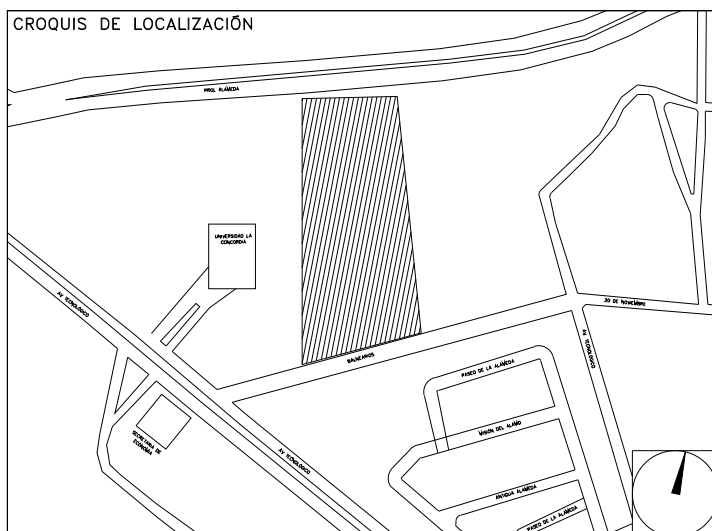 CROQUIS DE LOCALIZACIÓN
PROL ALAMEDA
UNIVERSIDAD LA
CONCORDIA
AV TECNOLOGICO
20 DE NOVIEMBRE
BALNEARIOS
AV TECNOLOGICO
PASEO DE LA ALAMEDA
MISION DEL ALAMO
SECRETARIA DE
ECONOMIA
AV TECNOLOGICO
ANTIGUA ALAMEDA
PASEO DE LA ALAMEDA